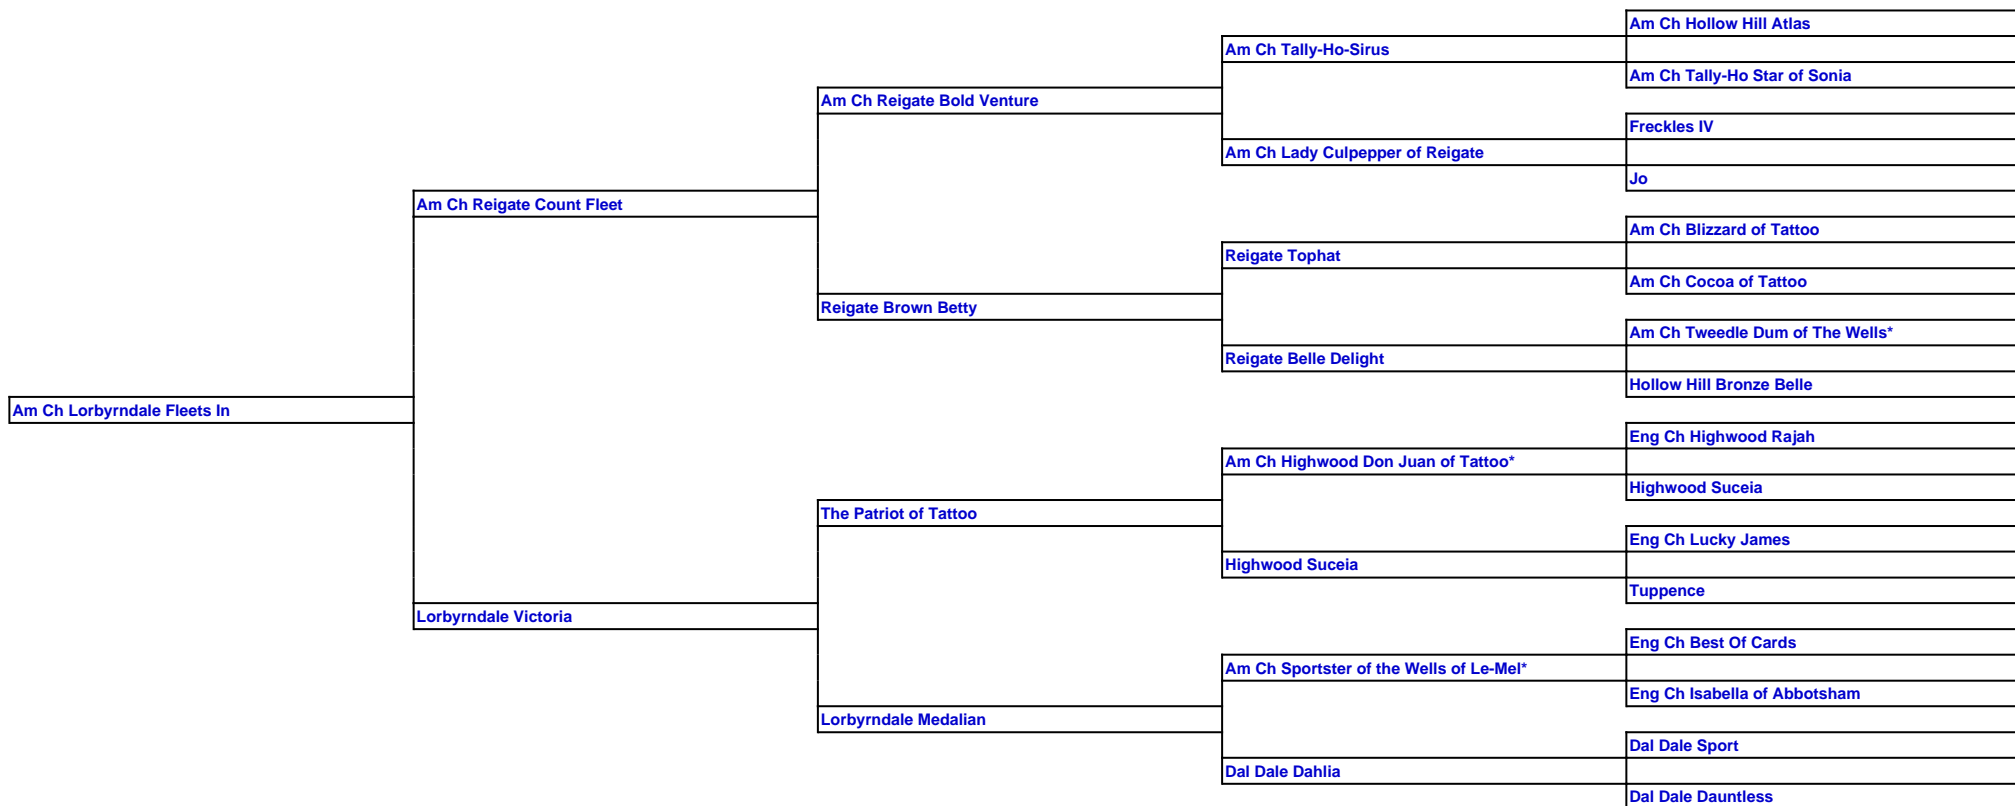 Am Ch Hollow Hill Atlas
Am Ch Tally-Ho-Sirus
Am Ch Tally-Ho Star of Sonia
Am Ch Reigate Bold Venture
Freckles IV
Am Ch Lady Culpepper of Reigate
Jo
Am Ch Reigate Count Fleet
Am Ch Blizzard of Tattoo
Reigate Tophat
Am Ch Cocoa of Tattoo
Reigate Brown Betty
Am Ch Tweedle Dum of The Wells*
Reigate Belle Delight
Hollow Hill Bronze Belle
Am Ch Lorbyrndale Fleets In
Eng Ch Highwood Rajah
Am Ch Highwood Don Juan of Tattoo*
Highwood Suceia
The Patriot of Tattoo
Eng Ch Lucky James
Highwood Suceia
Tuppence
Lorbyrndale Victoria
Eng Ch Best Of Cards
Am Ch Sportster of the Wells of Le-Mel*
Eng Ch Isabella of Abbotsham
Lorbyrndale Medalian
Dal Dale Sport
Dal Dale Dahlia
Dal Dale Dauntless